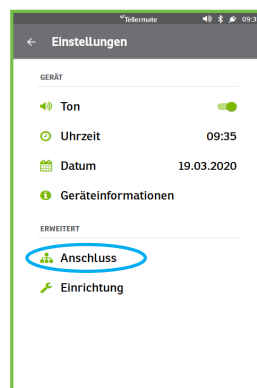 Tellermate 09:3
Einstellungen
GERÄT
Ton
Uhrzeit 09:35
Datum 19.03.2020
Geräteinformationen
ERWEITERT
Anschluss
Einrichtung